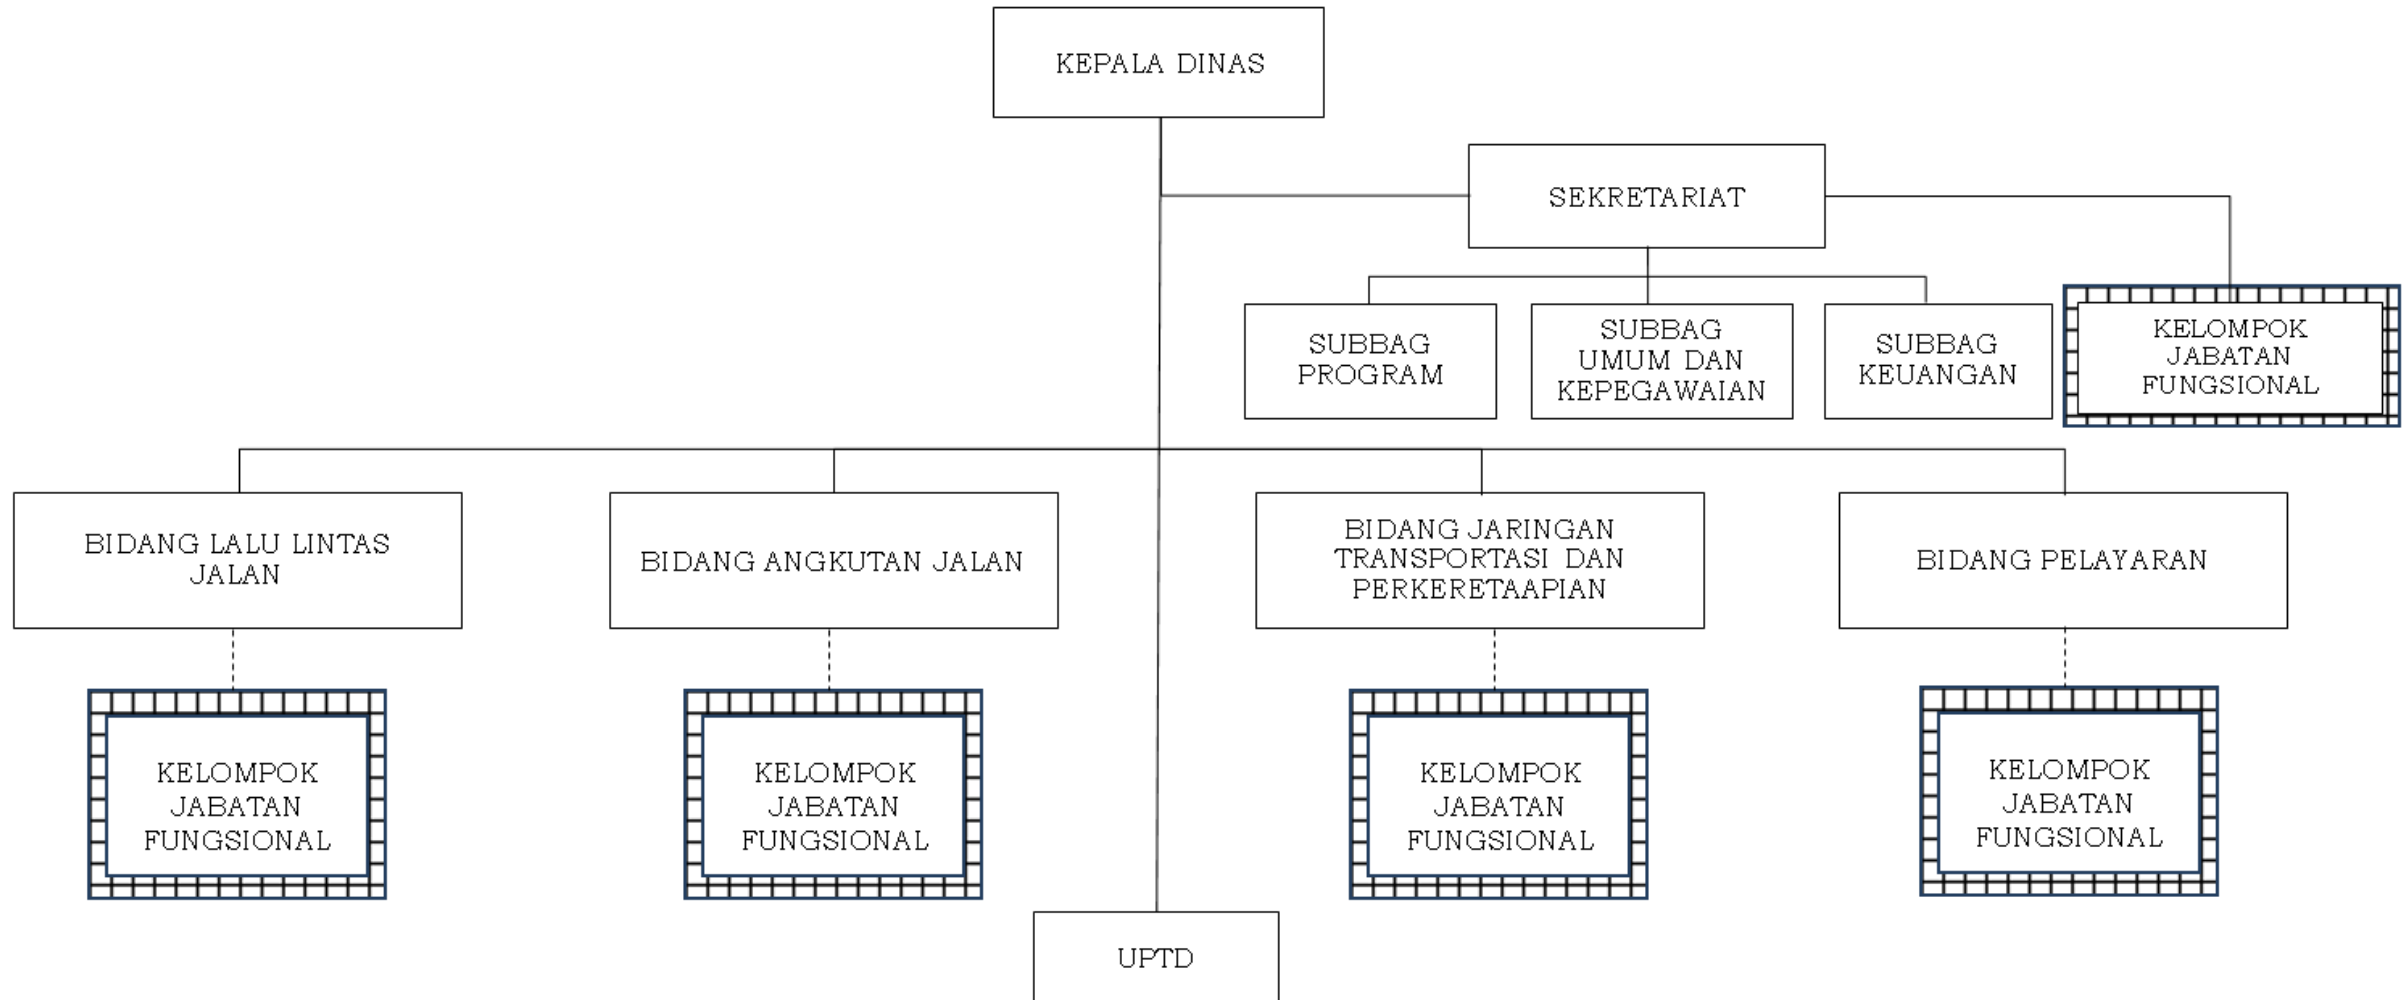 KEPALA DINAS
SEKRETARIAT
SUBBAG
PROGRAM
SUBBAG
UMUM DAN
KEPEGAWAIAN
SUBBAG
KEUANGAN
KELOMPOK
JABATAN
FUNGSIONAL
BIDANG LALU LINTAS
JALAN
BIDANG ANGKUTAN JALAN
BIDANG JARINGAN
TRANSPORTASI DAN
PERKERETAAPIAN
BIDANG PELAYARAN
KELOMPOK
JABATAN
FUNGSIONAL
KELOMPOK
JABATAN
FUNGSIONAL
KELOMPOK
JABATAN
FUNGSIONAL
KELOMPOK
JABATAN
FUNGSIONAL
UPTD